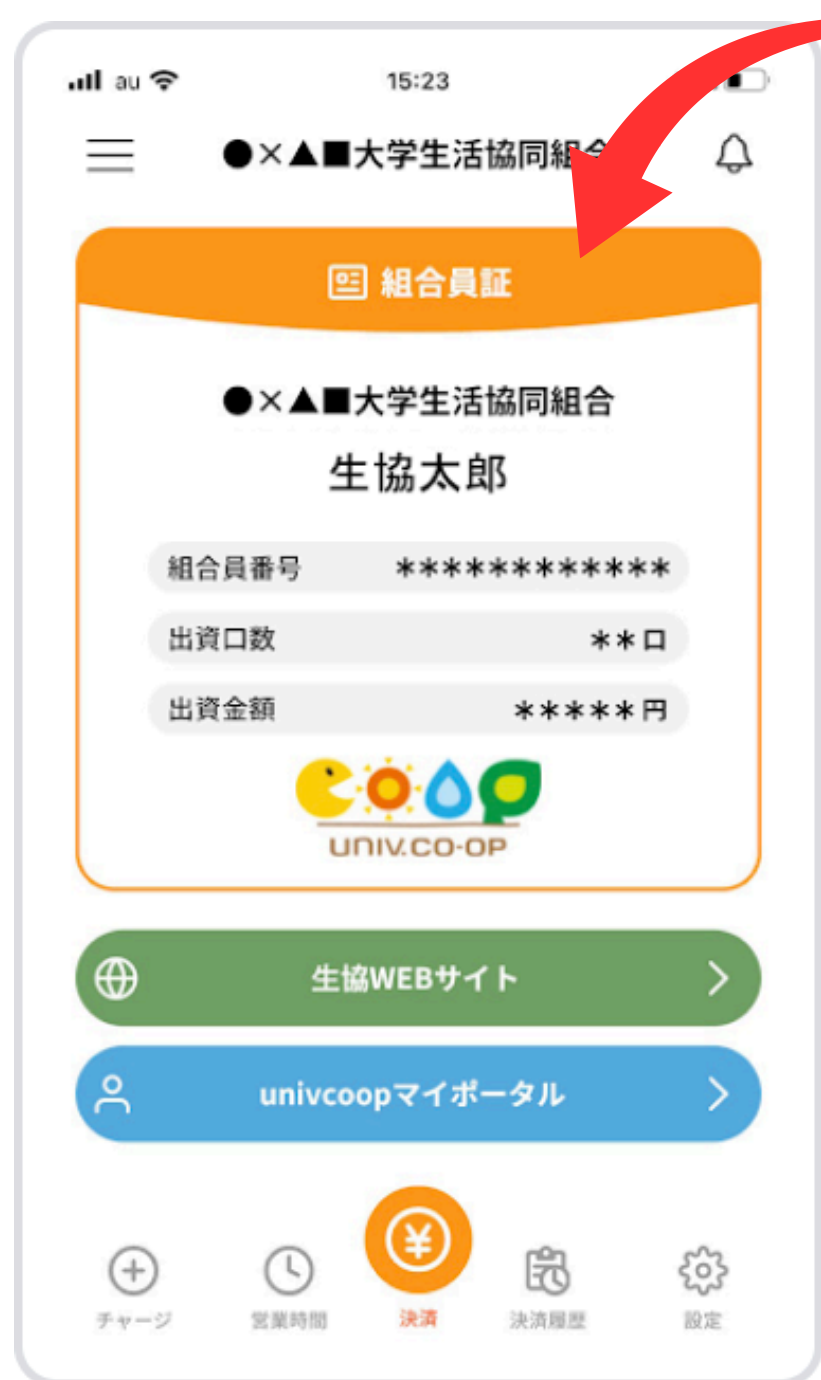 au 15:23
●×▲■大学生活協同組合
組合員証
●×▲■大学生活協同組合
生協太郎
組合員番号 ************
出資口数 **口
出資金額 *****円
UNIV.CO-OP
生協WEBサイト
univcoopマイポータル
¥
チャージ 営業時間 決済 決済履歴 設定